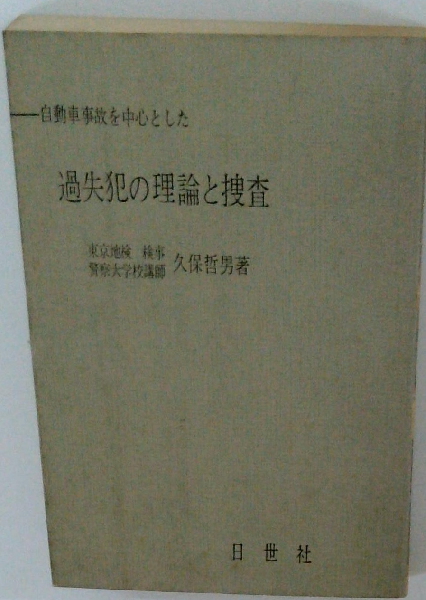 ——自動車事故を中心とした
過失犯の理論と捜査
東京地検 検事
警察大学校講師 久保哲男著
日世社